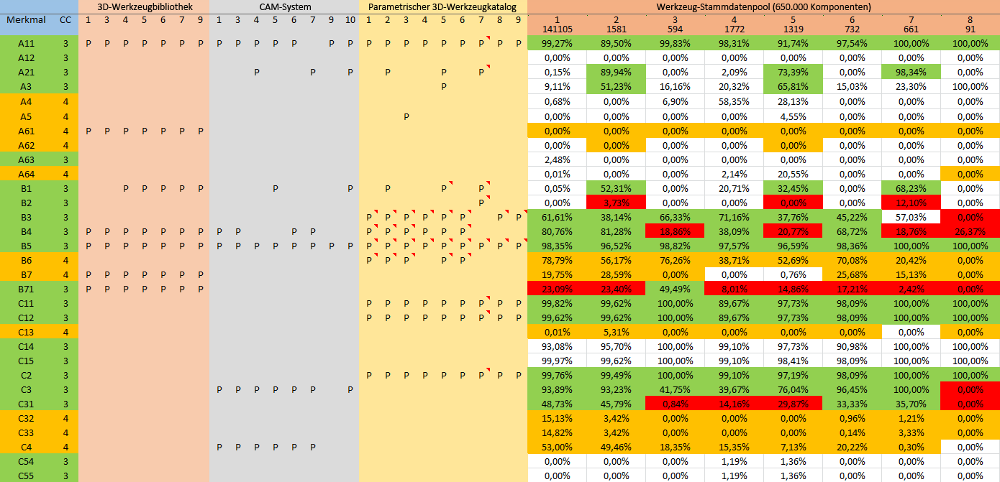 3D-Werkzeugbibliothek CAM-System Parametrischer 3D-Werkzeugkatalog Werkzeug-Stammdatenpool (650.000 Komponenten)
Merkmal CC 1 3 4 5 6 7 9 1 3 4 5 6 7 9 10 1 2 3 4 5 6 7 8 9 1 2 3 4 5 6 7 8
141105 1581 594 1772 1319 732 661 91
A11 3 P P P P P P P P P P P P P P P P P P P P P P P 99,27% 89,50% 99,83% 98,31% 91,74% 97,54% 100,00% 100,00%
A12 3 0,00% 0,00% 0,00% 0,00% 0,00% 0,00% 0,00% 0,00%
A21 3 P P P P P P 0,15% 89,94% 0,00% 2,09% 73,39% 0,00% 98,34% 0,00%
A3 3 P 9,11% 51,23% 16,16% 20,32% 65,81% 15,03% 23,30% 100,00%
A4 4 0,68% 0,00% 6,90% 58,35% 28,13% 0,00% 0,00% 0,00%
A5 4 P 0,00% 0,00% 0,00% 0,00% 4,55% 0,00% 0,00% 0,00%
A61 4 P P P P P P P 0,00% 0,00% 0,00% 0,00% 0,00% 0,00% 0,00% 0,00%
A62 4 0,00% 0,00% 0,00% 0,00% 0,00% 0,00% 0,00% 0,00%
A63 3 2,48% 0,00% 0,00% 0,00% 0,00% 0,00% 0,00% 0,00%
A64 4 0,01% 0,00% 0,00% 2,14% 20,55% 0,00% 0,00% 0,00%
B1 3 P P P P P P P P P P 0,05% 52,31% 0,00% 20,71% 32,45% 0,00% 68,23% 0,00%
B2 3 P 0,00% 3,73% 0,00% 0,00% 0,00% 0,00% 12,10% 0,00%
B3 3 P P P P P P P P 61,61% 38,14% 66,33% 71,16% 37,76% 45,22% 57,03% 0,00%
B4 3 P P P P P P P P P P P P P P P P P 80,76% 81,28% 18,86% 38,09% 20,77% 68,72% 18,76% 26,37%
B5 3 P P P P P P P P P P P P P P P P P P P P P P P P 98,35% 96,52% 98,82% 97,57% 96,59% 98,36% 100,00% 100,00%
B6 4 P P P P P 78,79% 56,17% 76,26% 38,71% 52,69% 70,08% 20,42% 0,00%
B7 4 P P P P P P P 19,75% 28,59% 0,00% 0,00% 0,76% 25,68% 15,13% 0,00%
B71 3 P P P P P P P 23,09% 23,40% 49,49% 8,01% 14,86% 17,21% 2,42% 0,00%
C11 3 P P P P P P P P P 99,82% 99,62% 100,00% 89,67% 97,73% 98,09% 100,00% 100,00%
C12 3 P P P P P P P P P 99,62% 99,62% 100,00% 89,67% 97,73% 98,09% 100,00% 100,00%
C13 4 0,01% 5,31% 0,00% 0,00% 0,00% 0,00% 0,00% 0,00%
C14 3 93,08% 95,70% 100,00% 99,10% 97,73% 90,98% 100,00% 100,00%
C15 3 99,97% 99,62% 100,00% 99,10% 98,41% 98,09% 100,00% 100,00%
C2 3 P P P P P P P P P 99,76% 99,49% 100,00% 99,10% 97,19% 98,09% 100,00% 100,00%
C3 3 P P P P P P P 93,89% 93,23% 41,75% 39,67% 76,04% 96,45% 100,00% 0,00%
C31 3 48,73% 45,79% 0,84% 14,16% 29,87% 33,33% 35,70% 0,00%
C32 4 15,13% 3,42% 0,00% 0,00% 0,00% 0,96% 1,21% 0,00%
C33 4 14,82% 3,42% 0,00% 0,00% 0,00% 0,14% 3,33% 0,00%
C4 4 P P P P P P 53,00% 49,46% 18,35% 15,35% 7,13% 20,22% 0,30% 0,00%
C54 3 0,00% 0,00% 0,00% 1,19% 1,36% 0,00% 0,00% 0,00%
C55 3 0,00% 0,00% 0,00% 1,19% 1,36% 0,00% 0,00% 0,00%